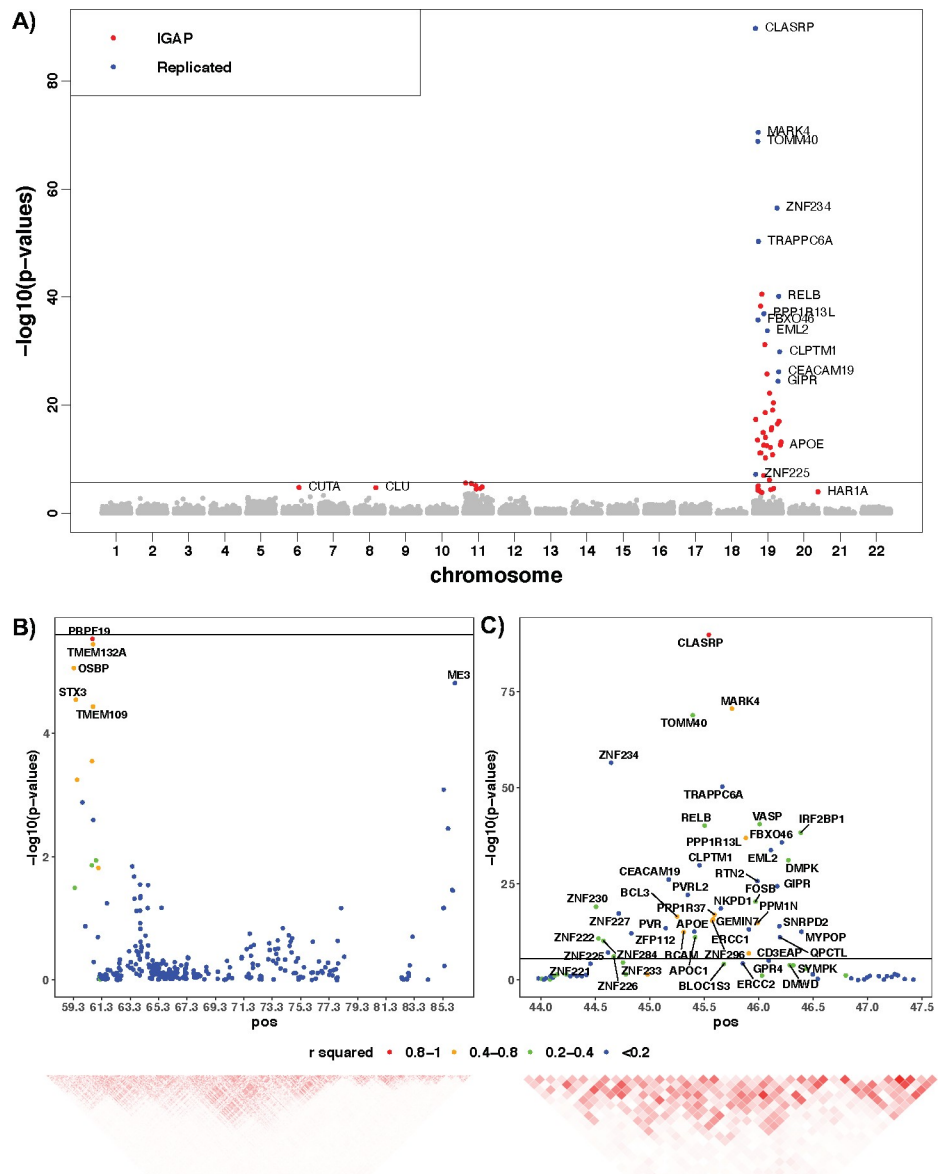 A)
IGAP
Replicated
CLASRP
80
MARK4
TOMM40
60
ZNF234
TRAPPC6A
40
RELB
PPP1R13L
FBXO46
EML2
CLPTM1
CEACAM19
GIPR
20
APOE
ZNF225
CUTA
CLU
HAR1A
0
−log10(p−values)
1 2 3 4 5 6 7 8 9 10 11 12 13 14 15 16 17 18 19 20 21 22
chromosome
B)
PRPF19
TMEM132A
OSBP
ME3
STX3
TMEM109
4
2
0
−log10(p−values)
59.3 61.3 63.3 65.3 67.3 69.3 71.3 73.3 75.3 77.3 79.3 81.3 83.3 85.3
pos
C)
CLASRP
75
MARK4
TOMM40
ZNF234
50
TRAPPC6A
RELB
VASP
IRF2BP1
FBXO46
PPP1R13L
CLPTM1
EML2
DMPK
CEACAM19
RTN2
GIPR
25
BCL3
PVRL2
FOSB
ZNF230
NKPD1
PPM1N
PRP1R37
ZNF227
PVR
APOE
GEMIN7
SNRPD2
ZNF222
ZFP112
ERCC1
MYPOP
ZNF225
ZNF284
RCAM
ZNF296
CD3EAP
QPCTL
ZNF221
ZNF233
APOC1
GPR4
SYMPK
ZNF226
BLOC1S3
ERCC2
DMWD
0
−log10(p−values)
44.0 44.5 45.0 45.5 46.0 46.5 47.0 47.5
pos
r squared 0.8−1 0.4−0.8 0.2−0.4 <0.2